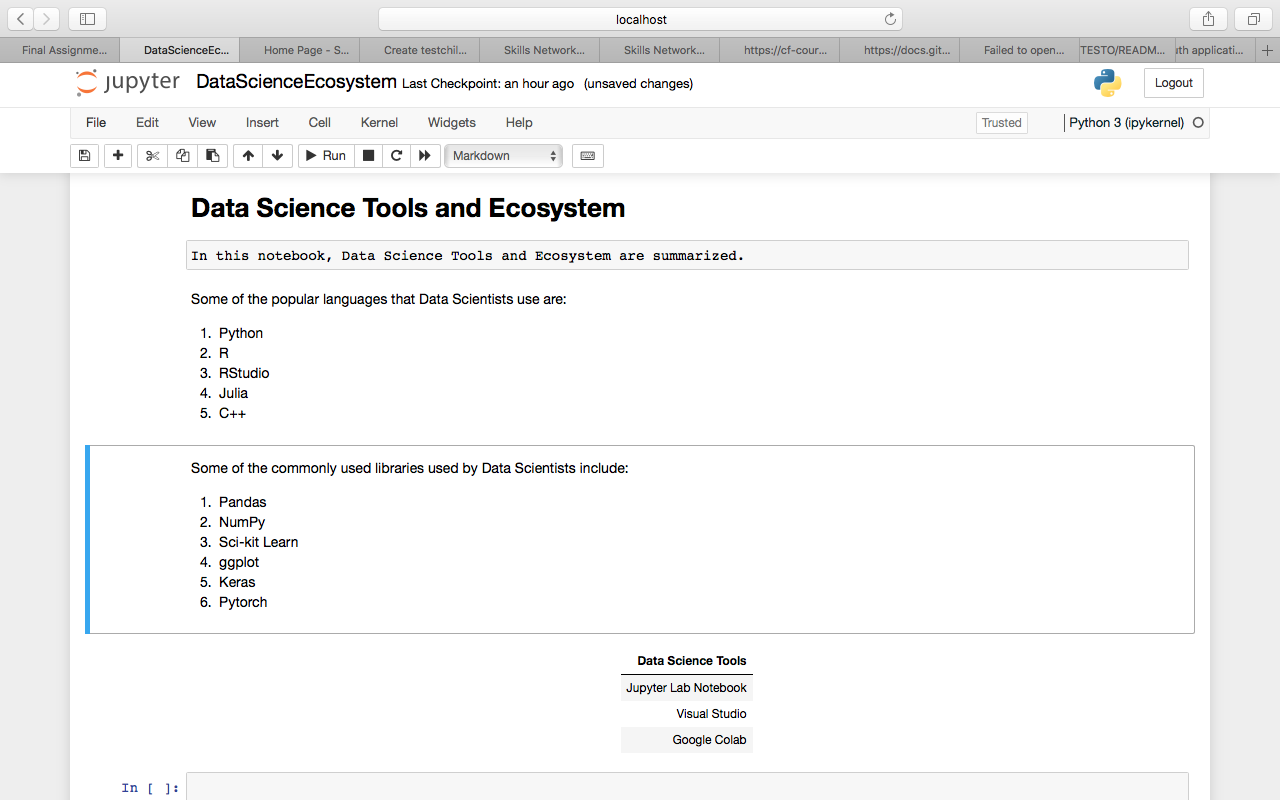 localhost
Final Assignme...
DataScienceEc...
Home Page - S...
Create testchil...
Skills Network...
Skills Network...
https://cf-cour...
https://docs.git...
Failed to open...
TESTO/READM...
uth applicati...
jupyter DataScienceEcosystem Last Checkpoint: an hour ago (unsaved changes)
Logout
File Edit View Insert Cell Kernel Widgets Help
Trusted
Python 3 (ipykernel)
Run
Markdown
Data Science Tools and Ecosystem
In this notebook, Data Science Tools and Ecosystem are summarized.
Some of the popular languages that Data Scientists use are:
1. Python
2. R
3. RStudio
4. Julia
5. C++
Some of the commonly used libraries used by Data Scientists include:
1. Pandas
2. NumPy
3. Sci-kit Learn
4. ggplot
5. Keras
6. Pytorch
Data Science Tools
Jupyter Lab Notebook
Visual Studio
Google Colab
In [ ]: